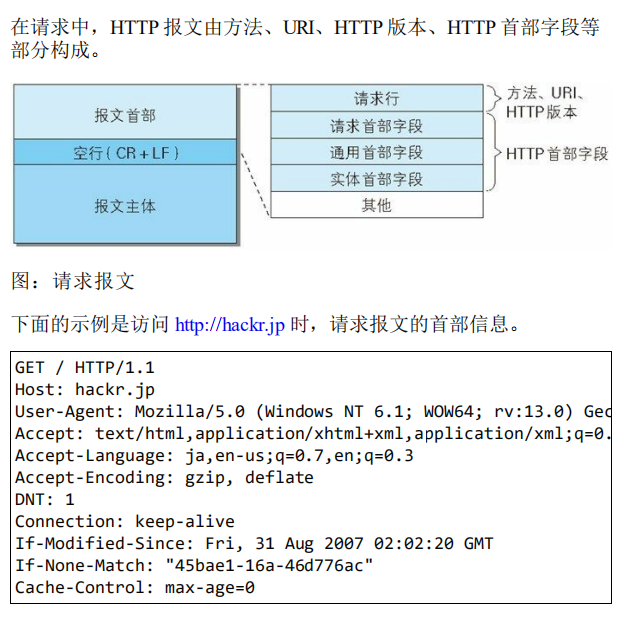 在请求中，HTTP 报文由方法、URI、HTTP 版本、HTTP 首部字段等
部分构成。
报文首部
空行（CR+LF）
报文主体
请求行
请求首部字段
通用首部字段
实体首部字段
其他
方法、URI、
HTTP版本
HTTP首部字段
图：请求报文
下面的示例是访问 http://hackr.jp 时，请求报文的首部信息。
GET / HTTP/1.1
Host: hackr.jp
User-Agent: Mozilla/5.0 (Windows NT 6.1; WOW64; rv:13.0) Gec
Accept: text/html,application/xhtml+xml,application/xml;q=0.
Accept-Language: ja,en-us;q=0.7,en;q=0.3
Accept-Encoding: gzip, deflate
DNT: 1
Connection: keep-alive
If-Modified-Since: Fri, 31 Aug 2007 02:02:20 GMT
If-None-Match: "45bae1-16a-46d776ac"
Cache-Control: max-age=0